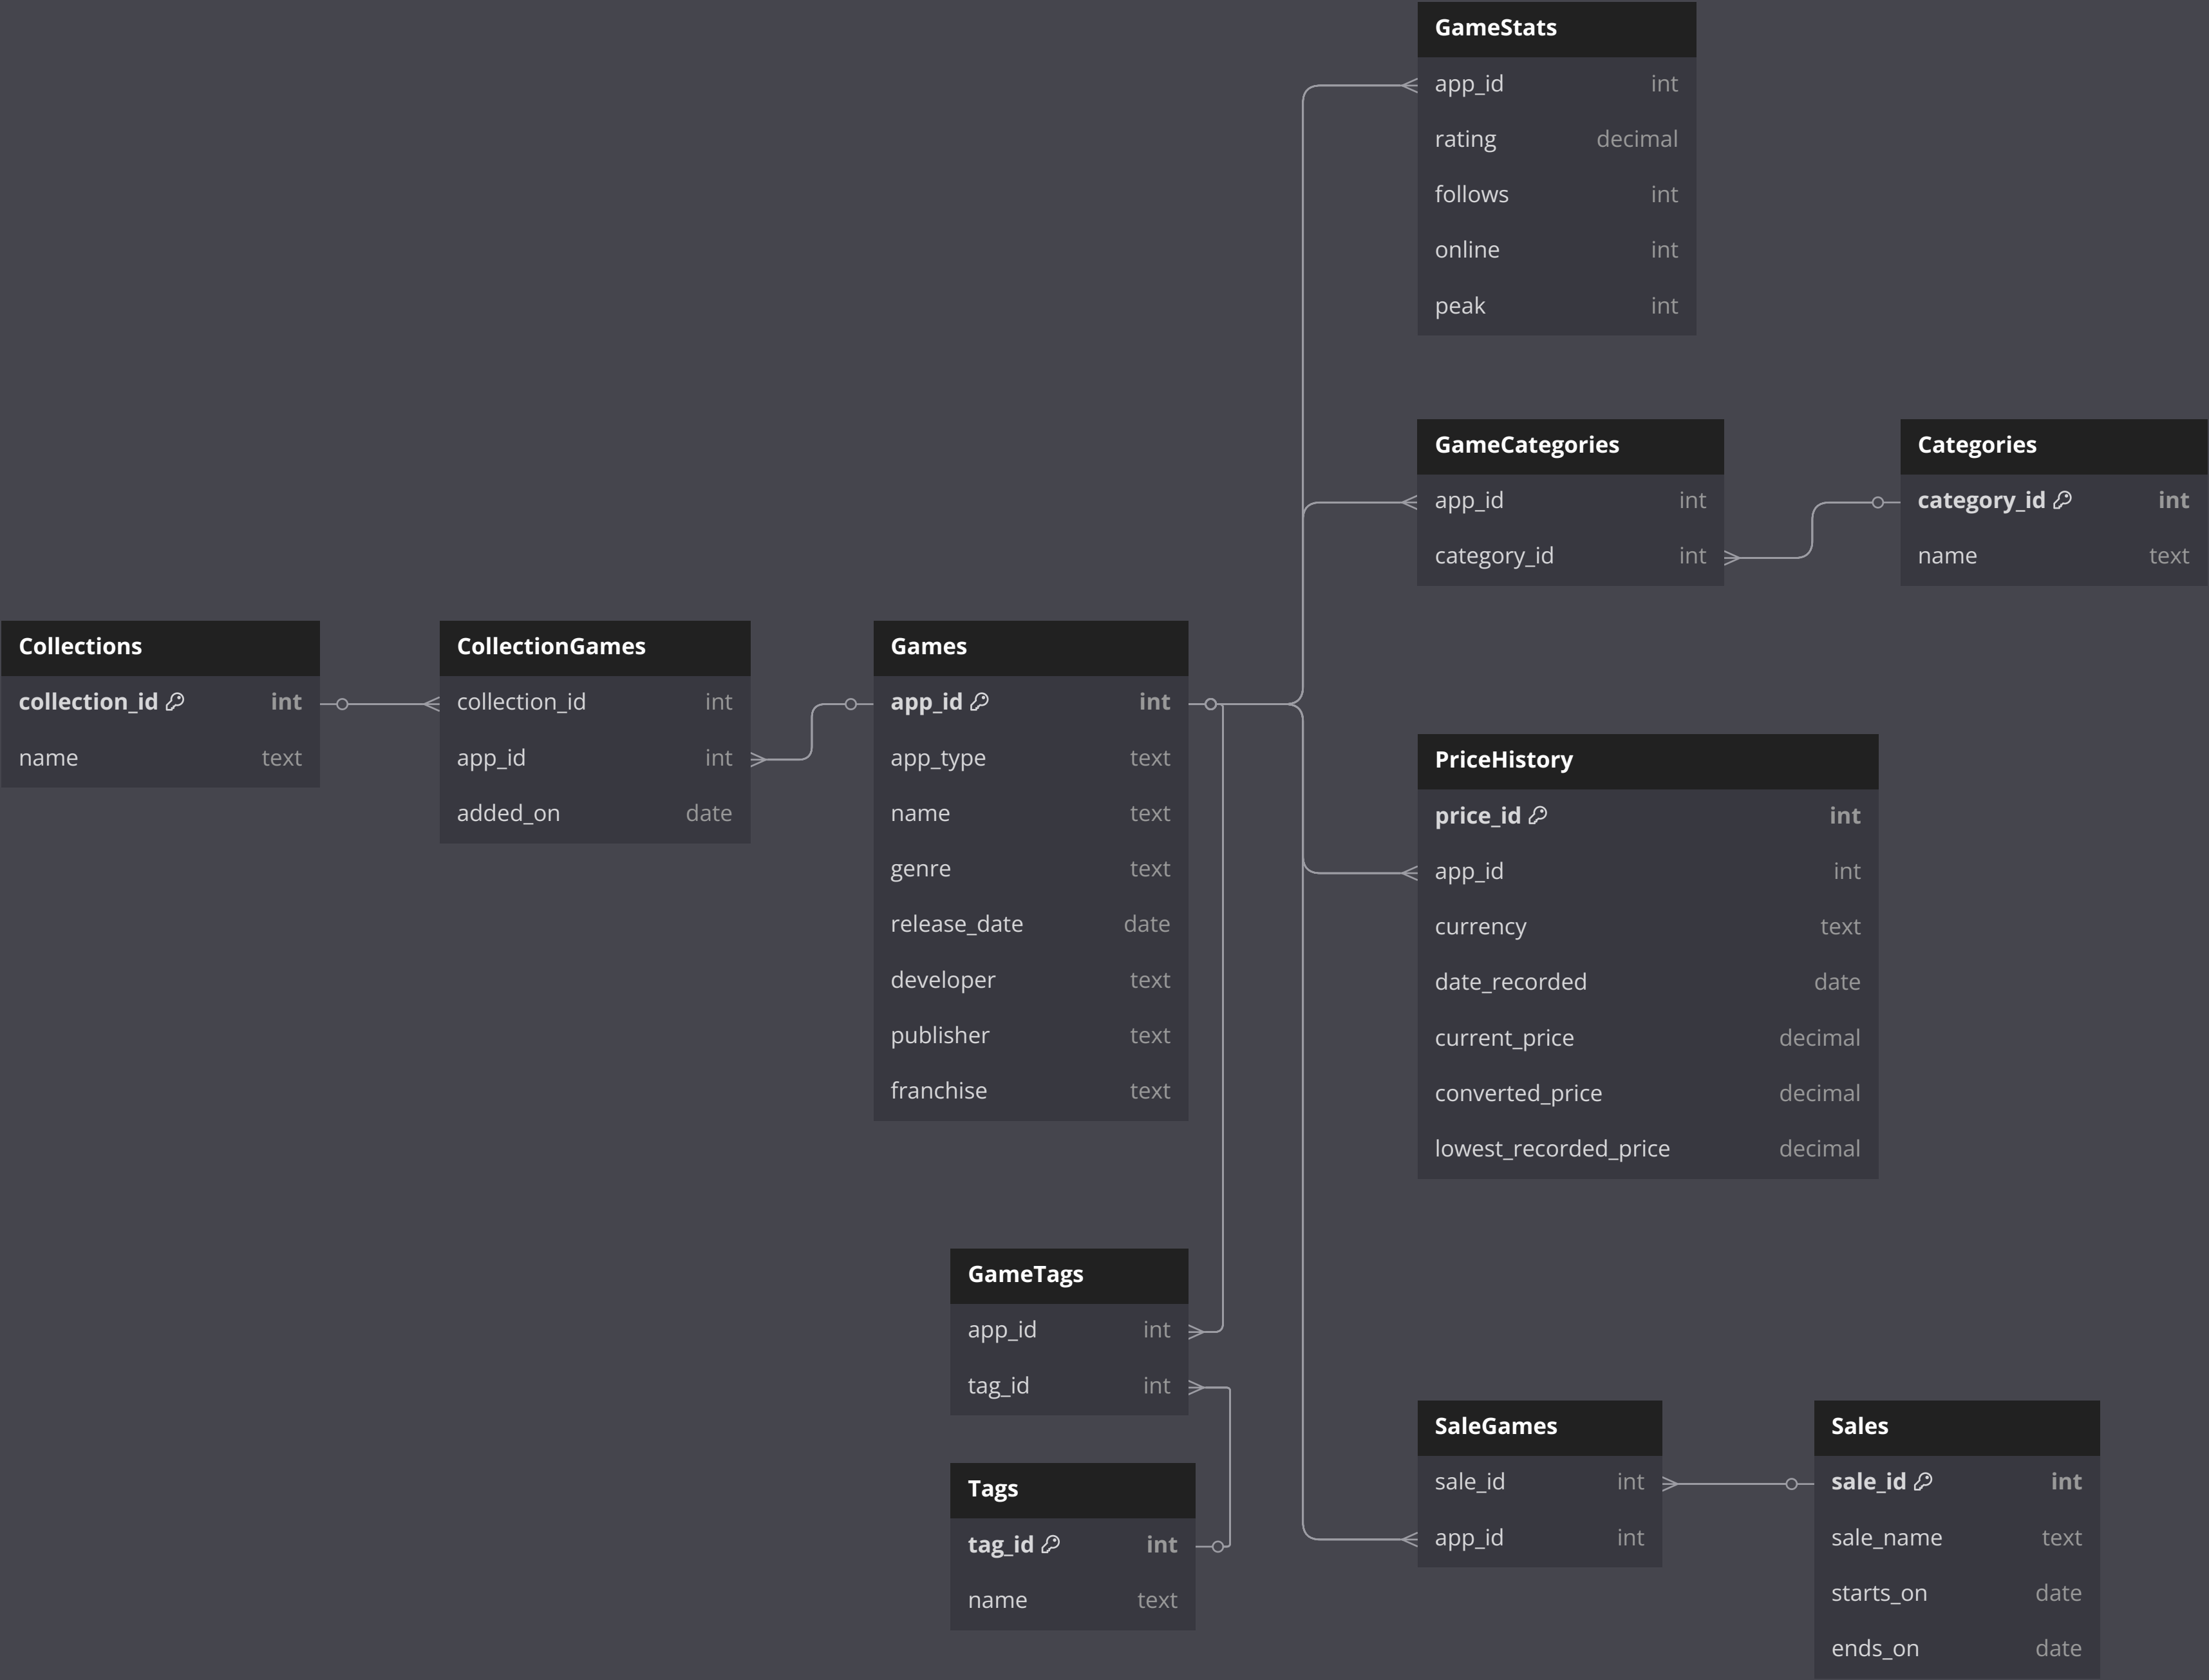 GameStats
app_id int
rating decimal
follows int
online int
peak int
GameCategories
app_id int
category_id int
Categories
category_id int
name text
Collections
collection_id int
name text
CollectionGames
collection_id int
app_id int
added_on date
Games
app_id int
app_type text
name text
genre text
release_date date
developer text
publisher text
franchise text
PriceHistory
price_id int
app_id int
currency text
date_recorded date
current_price decimal
converted_price decimal
lowest_recorded_price decimal
GameTags
app_id int
tag_id int
Tags
tag_id int
name text
SaleGames
sale_id int
app_id int
Sales
sale_id int
sale_name text
starts_on date
ends_on date